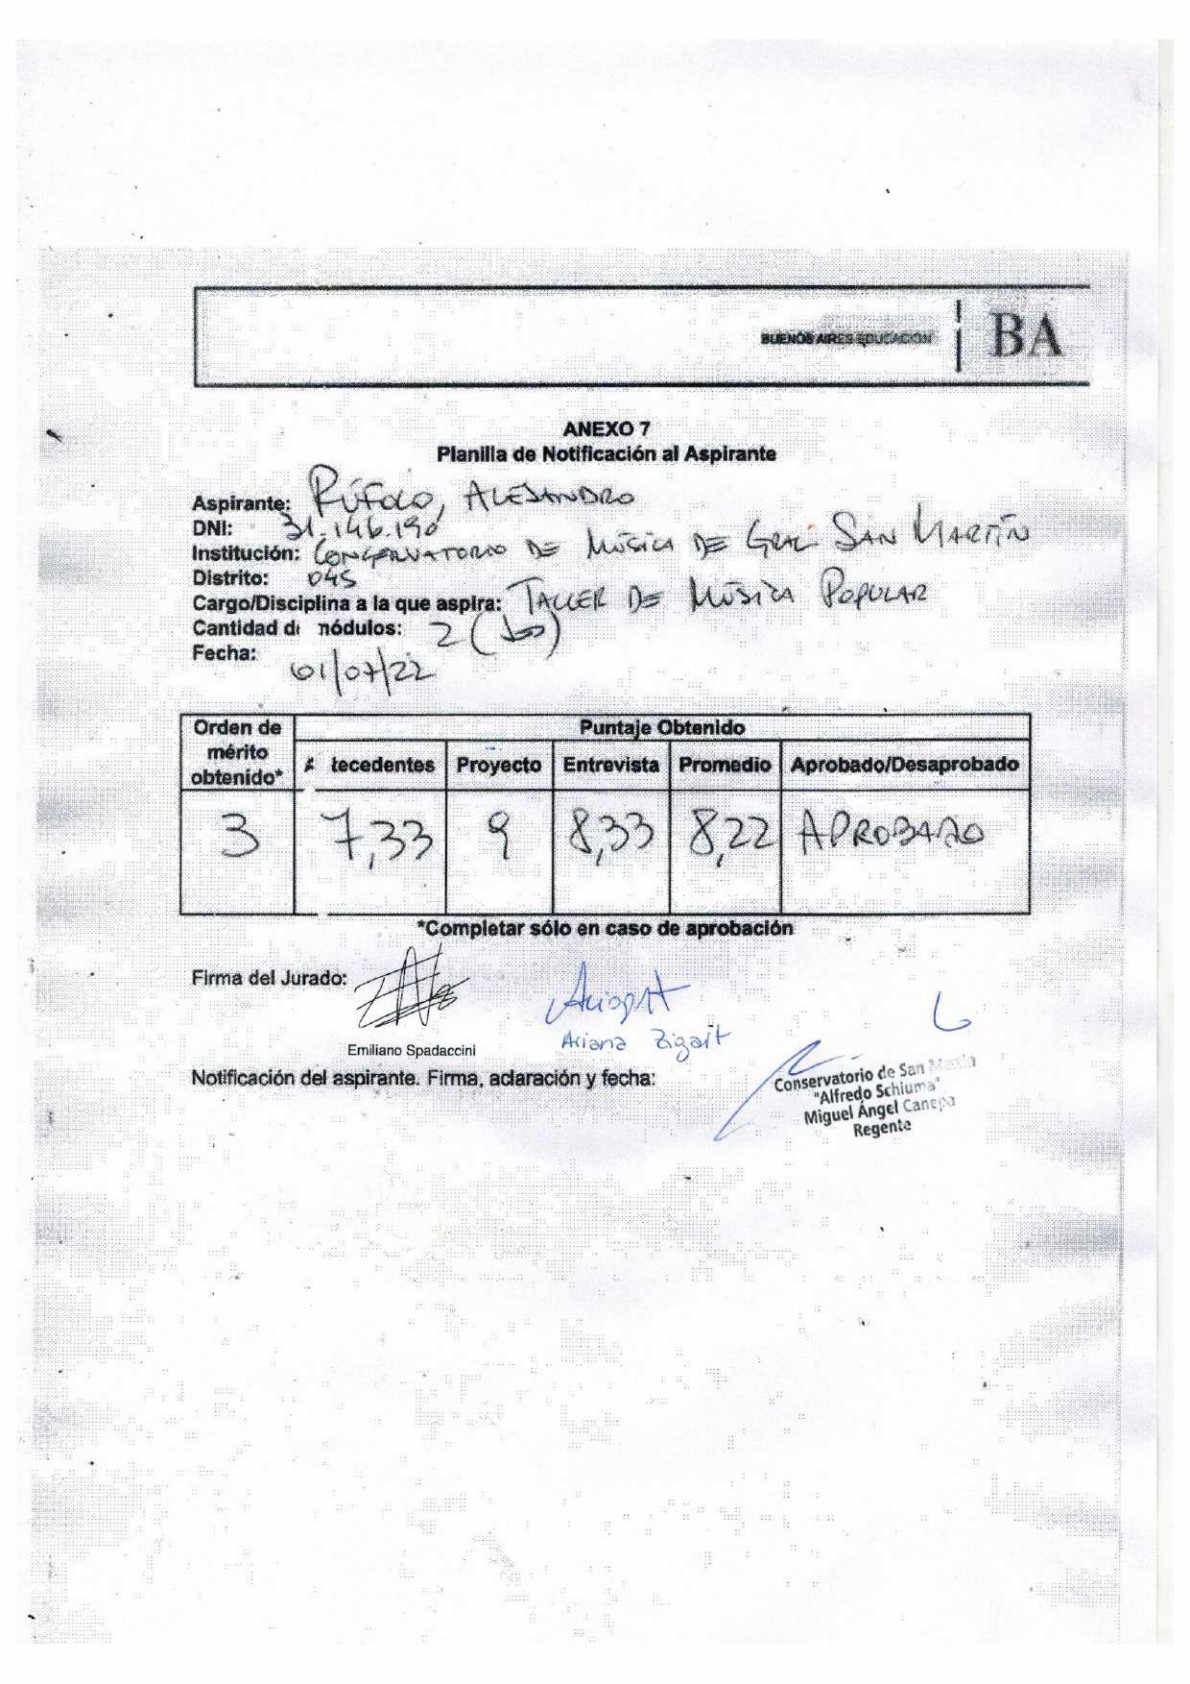 BUENOS AIRES EDUCACIÓN
BA
ANEXO 7
Planilla de Notificación al Aspirante
Aspirante: RÚFOLO, ALEJANDRO
DNI: 31.146.190
Institución: CONSERVATORIO DE MÚSICA DE GRAL SAN MARTÍN
Distrito: 045
Cargo/Disciplina a la que aspira: TALLER DE MÚSICA POPULAR
Cantidad d nódulos: 2 (DOS)
Fecha: 01/07/22
Orden de mérito obtenido*
Puntaje Obtenido
tecedentes Proyecto Entrevista Promedio Aprobado/Desaprobado
3 7,33 9 8,33 8,22 APROBADO
*Completar sólo en caso de aprobación
Firma del Jurado:
Emiliano Spadaccini
Ariana Zigart
Notificación del aspirante. Firma, aclaración y fecha:
Conservatorio de San Martín
"Alfredo Schiuma"
Miguel Ángel Canepa
Regente